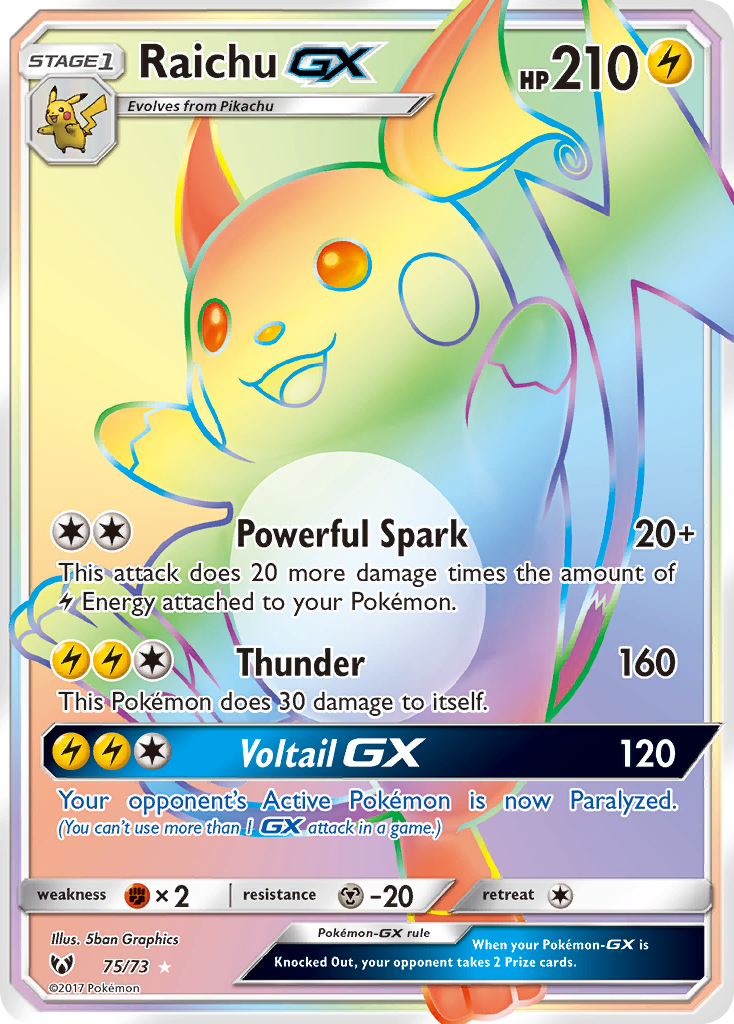 STAGE1 Raichu GX HP210
Evolves from Pikachu
Powerful Spark 20+
This attack does 20 more damage times the amount of
Energy attached to your Pokémon.
Thunder 160
This Pokémon does 30 damage to itself.
Voltail GX 120
Your opponent's Active Pokémon is now Paralyzed.
(You can't use more than 1 GX attack in a game.)
weakness ×2 resistance -20 retreat
Illus. 5ban Graphics
75/73
©2017 Pokémon
Pokémon-GX rule
When your Pokémon-GX is
Knocked Out, your opponent takes 2 Prize cards.